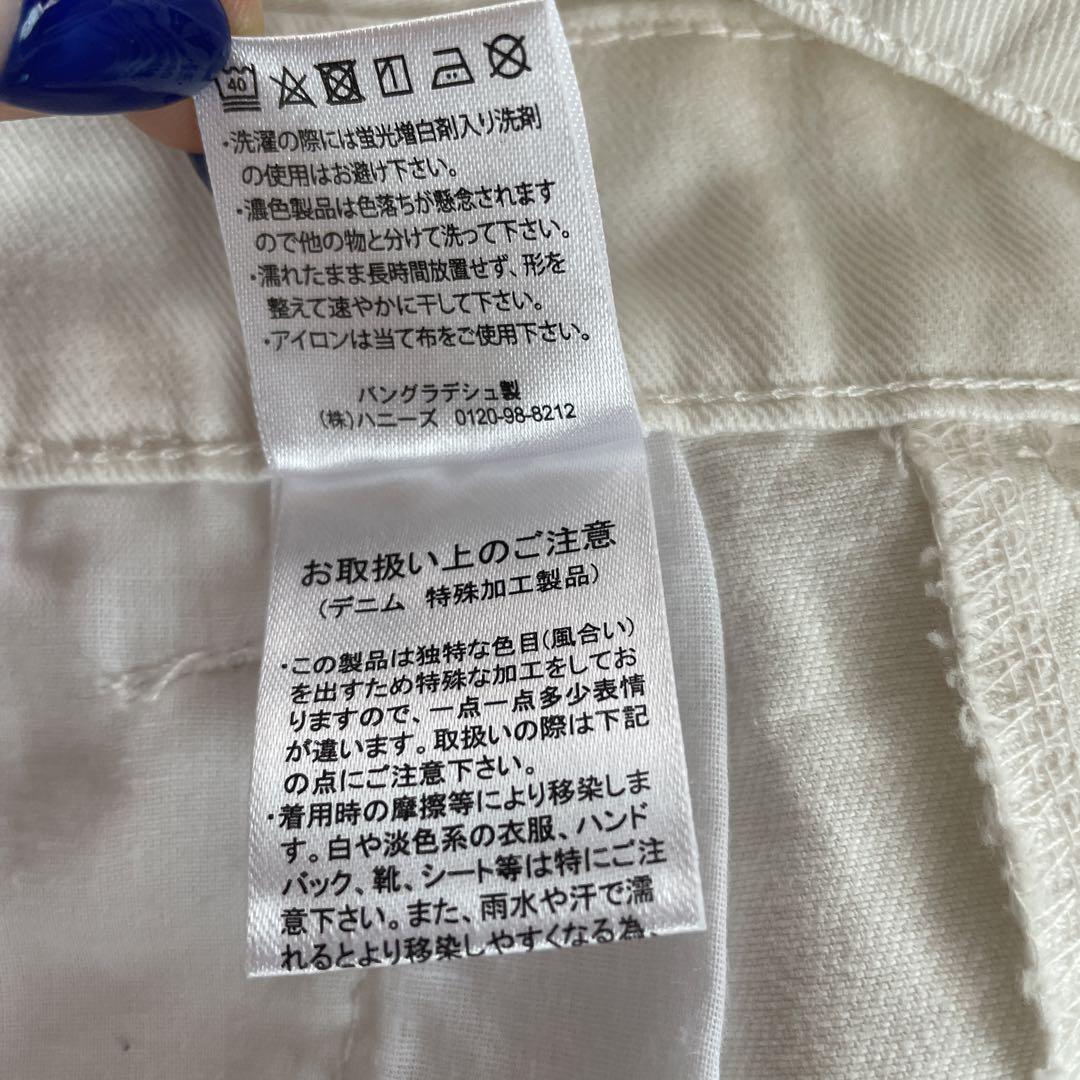 40
・洗濯の際には蛍光増白剤入り洗剤
の使用はお避け下さい。
・濃色製品は色落ちが懸念されます
ので他の物と分けて洗って下さい。
・濡れたまま長時間放置せず、形を
整えて速やかに干して下さい。
・アイロンは当て布をご使用下さい。
バングラデシュ製
(株)ハニーズ 0120-98-8212
お取扱い上のご注意
(デニム 特殊加工製品)
・この製品は独特な色目(風合い)
を出すため特殊な加工をしてお
りますので、一点一点多少表情
が違います。取扱いの際は下記
の点にご注意下さい。
・着用時の摩擦等により移染しま
す。白や淡色系の衣服、ハンド
バック、靴、シート等は特にご注
意下さい。また、雨水や汗で濡
れるとより移染しやすくなる為、